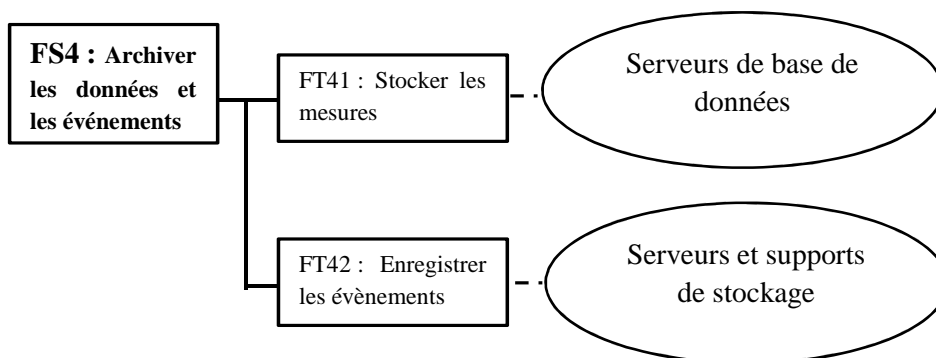 FS4 : Archiver
les données et
les événements
FT41 : Stocker les
mesures
Serveurs de base de
données
FT42 : Enregistrer
les évènements
Serveurs et supports
de stockage